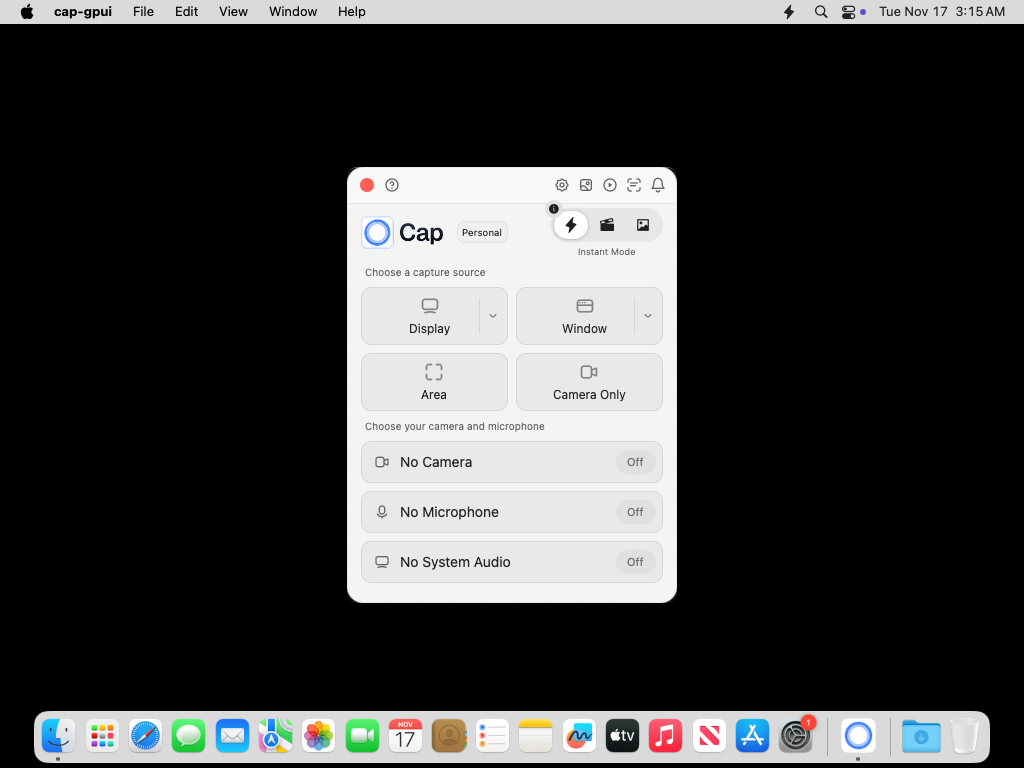 cap-gpui File Edit View Window Help Tue Nov 17 3:15 AM
Cap Personal
Instant Mode
Choose a capture source
Display Window
Area Camera Only
Choose your camera and microphone
No Camera Off
No Microphone Off
No System Audio Off
NOV
17
tv
1